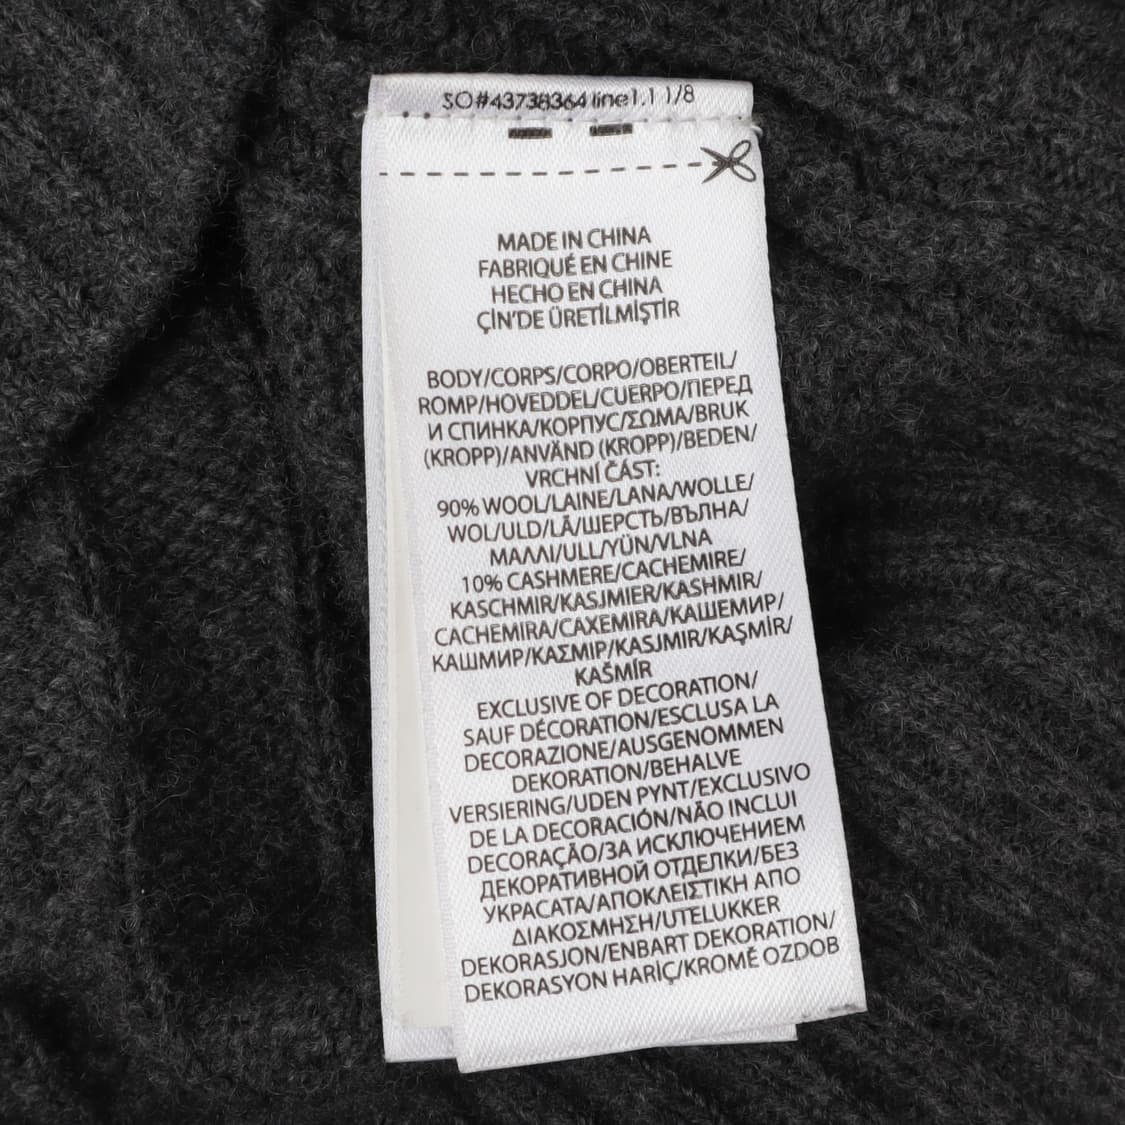 SO#43738364 line1.1 1/8
MADE IN CHINA
FABRIQUÉ EN CHINE
HECHO EN CHINA
ÇİN'DE ÜRETİLMİŞTİR
BODY/CORPS/CORPO/OBERTEIL/
ROMP/HOVEDDEL/CUERPO/ПЕРЕД
И СПИНКА/КОРПУС/ΣΩΜΑ/BRUK
(KROPP)/ANVÄND (KROPP)/BEDEN/
VRCHNÍ ČÁST:
90% WOOL/LAINE/LANA/WOLLE/
WOL/ULD/LÃ/ШЕРСТЬ/ВЪЛНА/
ΜΑΛΛΙ/ULL/YÜN/VLNA
10% CASHMERE/CACHEMIRE/
KASCHMIR/KASJMIER/KASHMIR/
CACHEMIRA/CAXEMIRA/КАШЕМИР/
КАШМИР/ΚΑΣΜΙΡ/KASJMIR/KAŞMİR/
KAŠMÍR
EXCLUSIVE OF DECORATION/
SAUF DÉCORATION/ESCLUSA LA
DECORAZIONE/AUSGENOMMEN
DEKORATION/BEHALVE
VERSIERING/UDEN PYNT/EXCLUSIVO
DE LA DECORACIÓN/NÃO INCLUI
DECORAÇÃO/ЗА ИСКЛЮЧЕНИЕМ
ДЕКОРАТИВНОЙ ОТДЕЛКИ/БЕЗ
УКРАСАТА/ΑΠΟΚΛΕΙΣΤΙΚΗ ΑΠΟ
ΔΙΑΚΟΣΜΗΣΗ/UTELUKKER
DEKORASJON/ENBART DEKORATION/
DEKORASYON HARİÇ/KROMĚ OZDOB